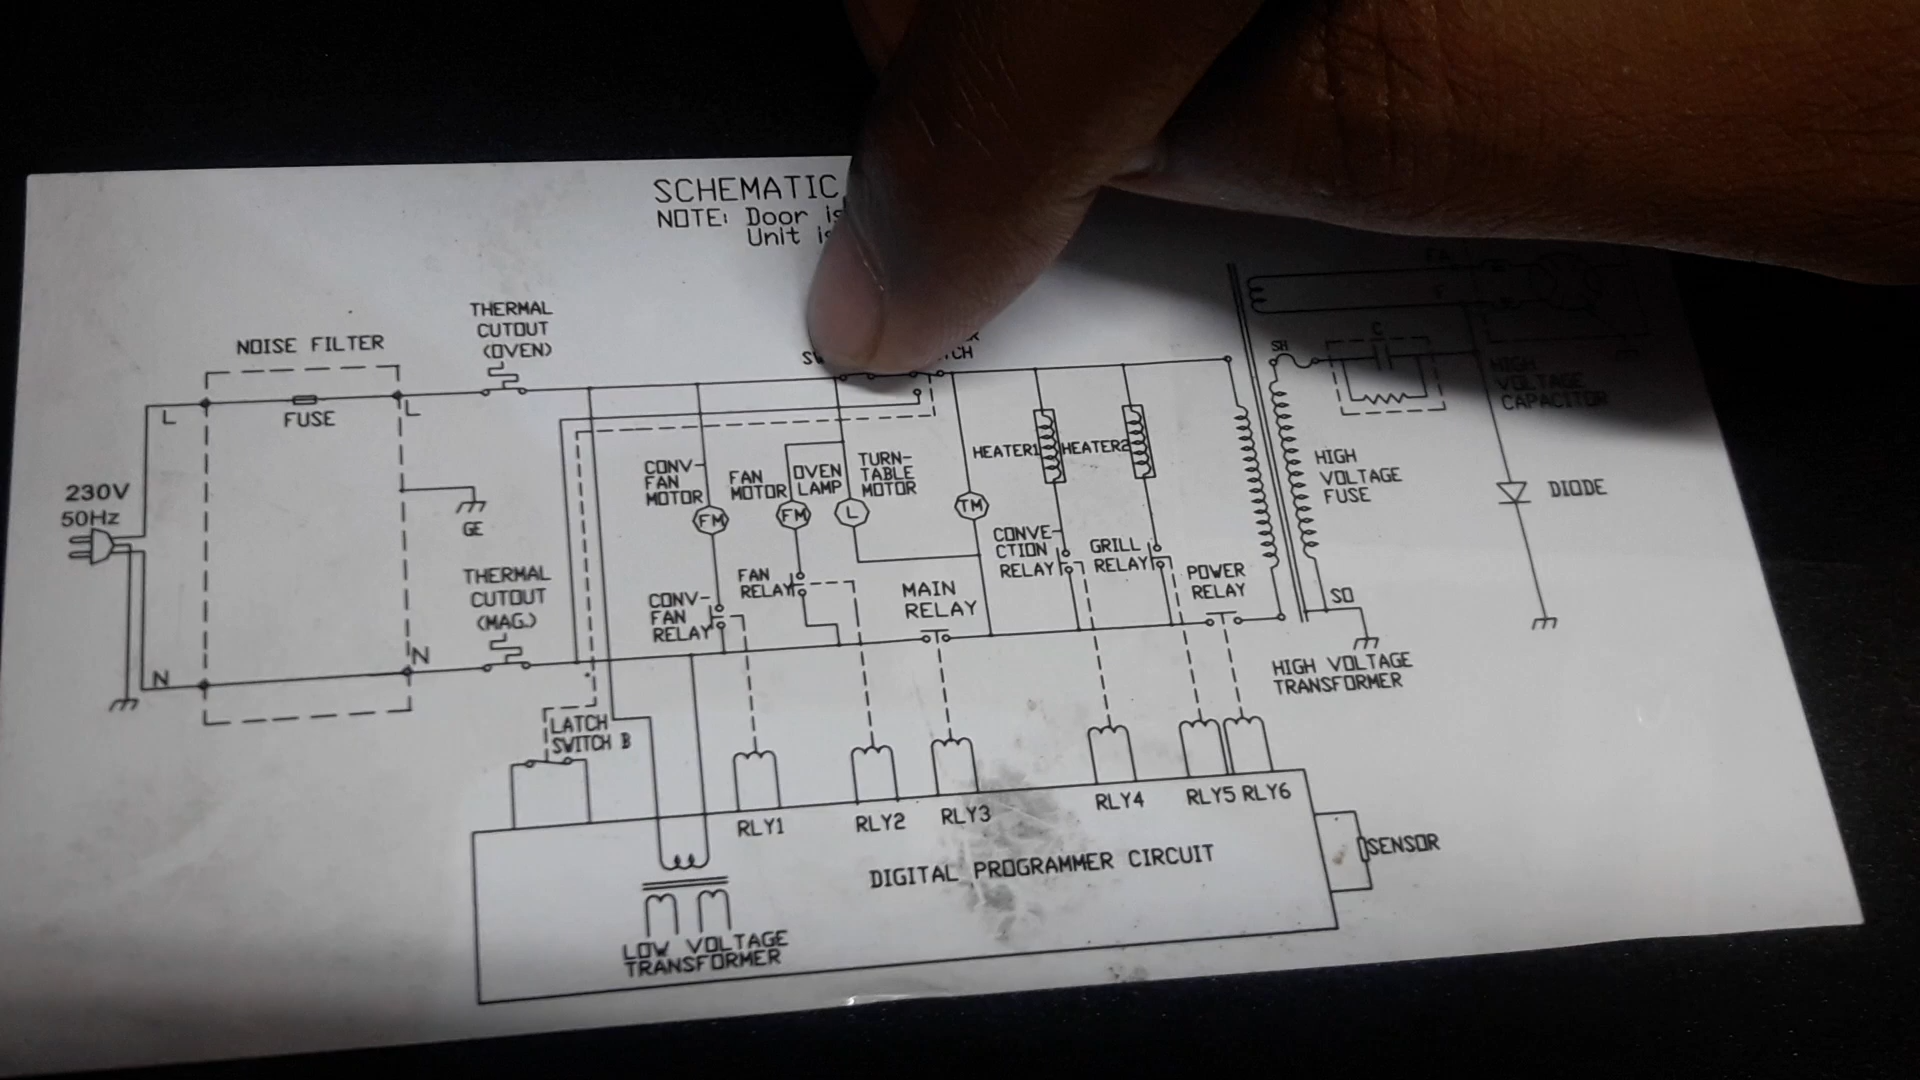 SCHEMATIC
NOTE: Door is
Unit
THERMAL
CUTOUT
(OVEN)
NOISE FILTER
FUSE
L
L
230V
50Hz
GE
THERMAL
CUTOUT
(MAG.)
N
N
CONV-
FAN
MOTOR
FM
FAN
MOTOR
FM
OVEN
LAMP
L
TURN-
TABLE
MOTOR
TM
HEATER1
HEATER2
CONV-
FAN
RELAY
FAN
RELAY
MAIN
RELAY
CONVE-
CTION
RELAY
GRILL
RELAY
POWER
RELAY
SH
C
HIGH
VOLTAGE
CAPACITOR
HIGH
VOLTAGE
FUSE
DIODE
SO
HIGH VOLTAGE
TRANSFORMER
LATCH
SWITCH B
RLY1
RLY2
RLY3
RLY4
RLY5
RLY6
DIGITAL PROGRAMMER CIRCUIT
SENSOR
LOW VOLTAGE
TRANSFORMER